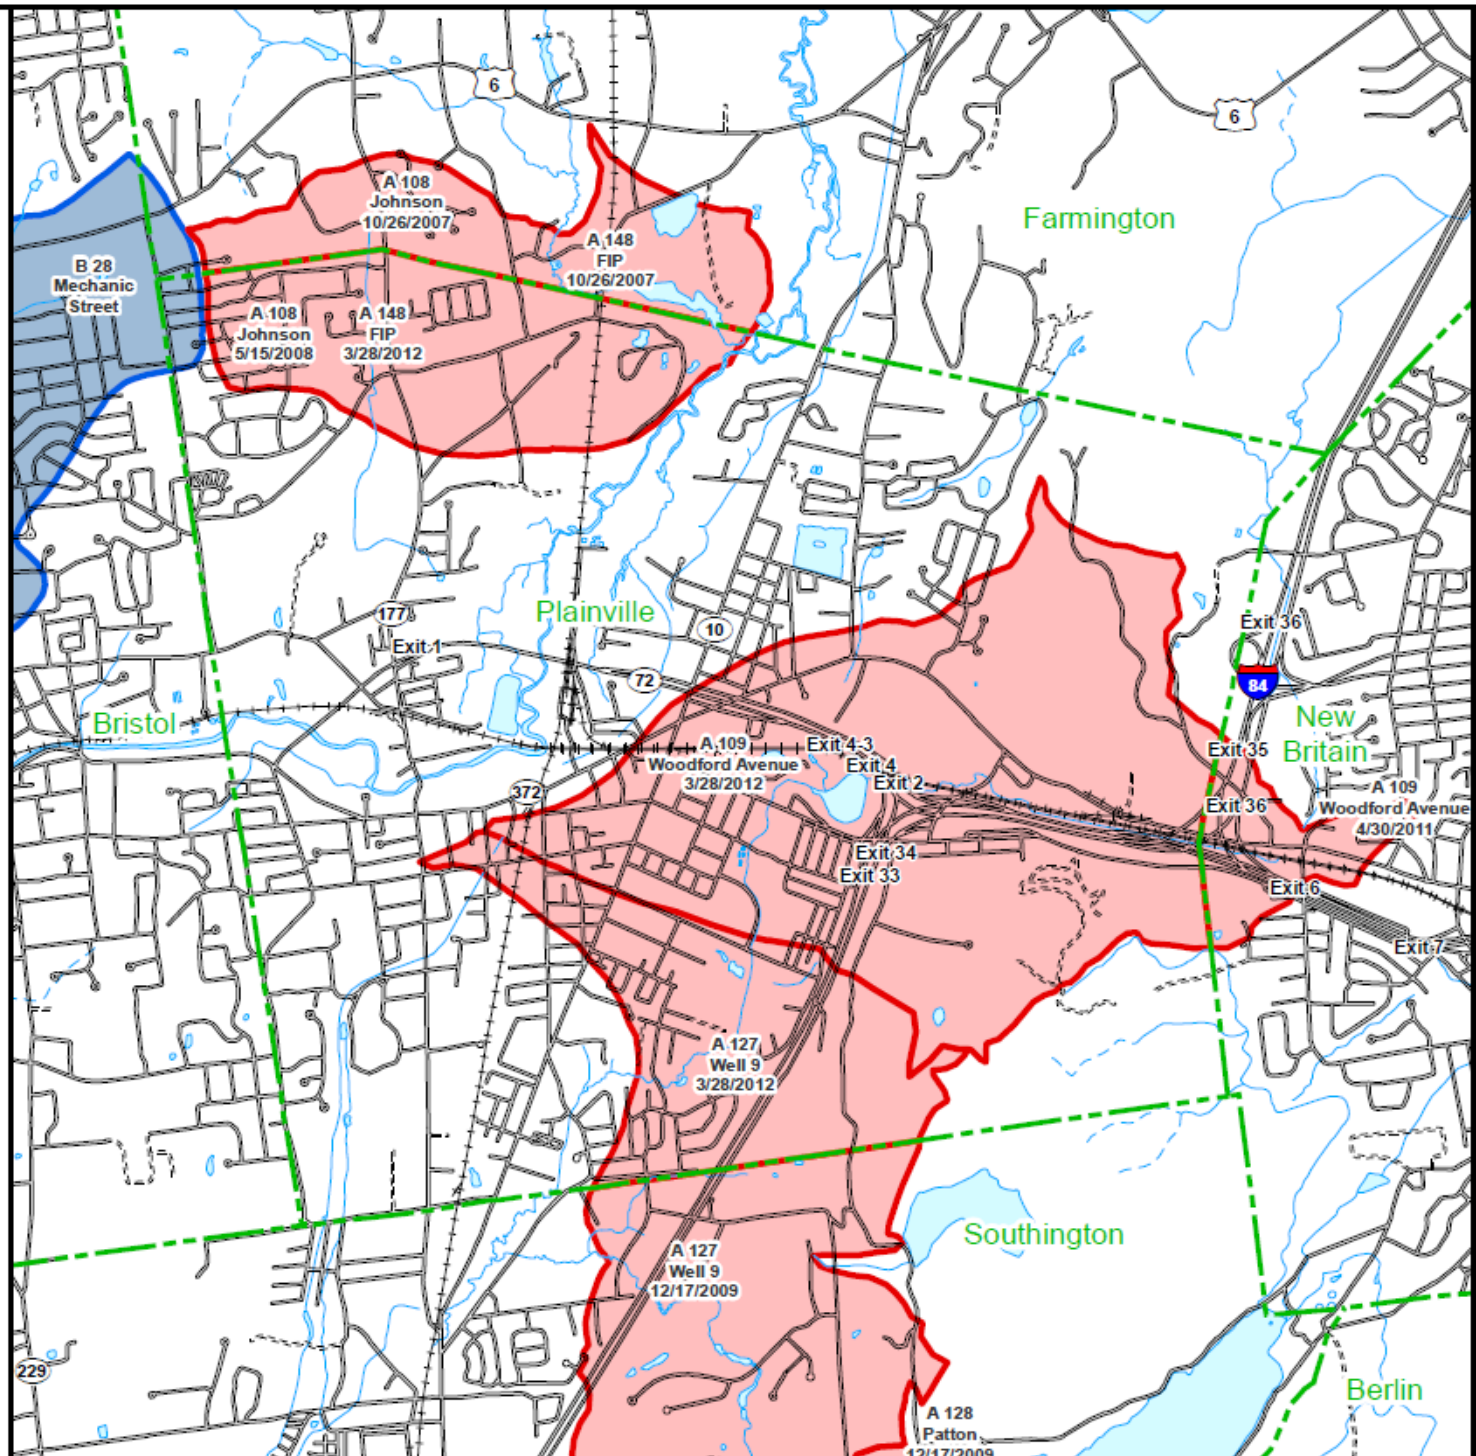 6
6
A 108
Johnson
10/26/2007
Farmington
A 148
FIP
10/26/2007
B 28
Mechanic
Street
A 108
Johnson
5/15/2008
A 148
FIP
3/28/2012
177
Plainville
10
Exit 1
Exit 36
72
84
Bristol
New
Britain
A 109
Woodford Avenue
3/28/2012
Exit 4-3
Exit 4
Exit 2
Exit 35
372
Exit 36
A 109
Woodford Avenue
4/30/2011
Exit 34
Exit 33
Exit 6
Exit 7
A 127
Well 9
3/28/2012
Southington
A 127
Well 9
12/17/2009
229
Berlin
A 128
Patton
12/17/2009